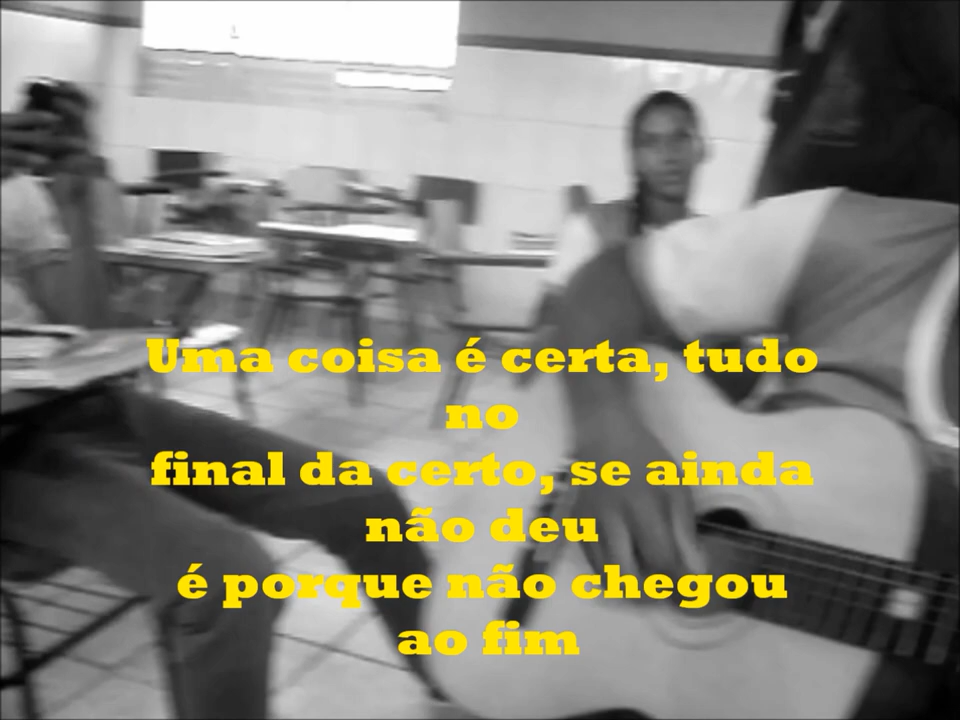 Uma coisa é certa, tudo
no
final da certo, se ainda
não deu
é porque não chegou
ao fim